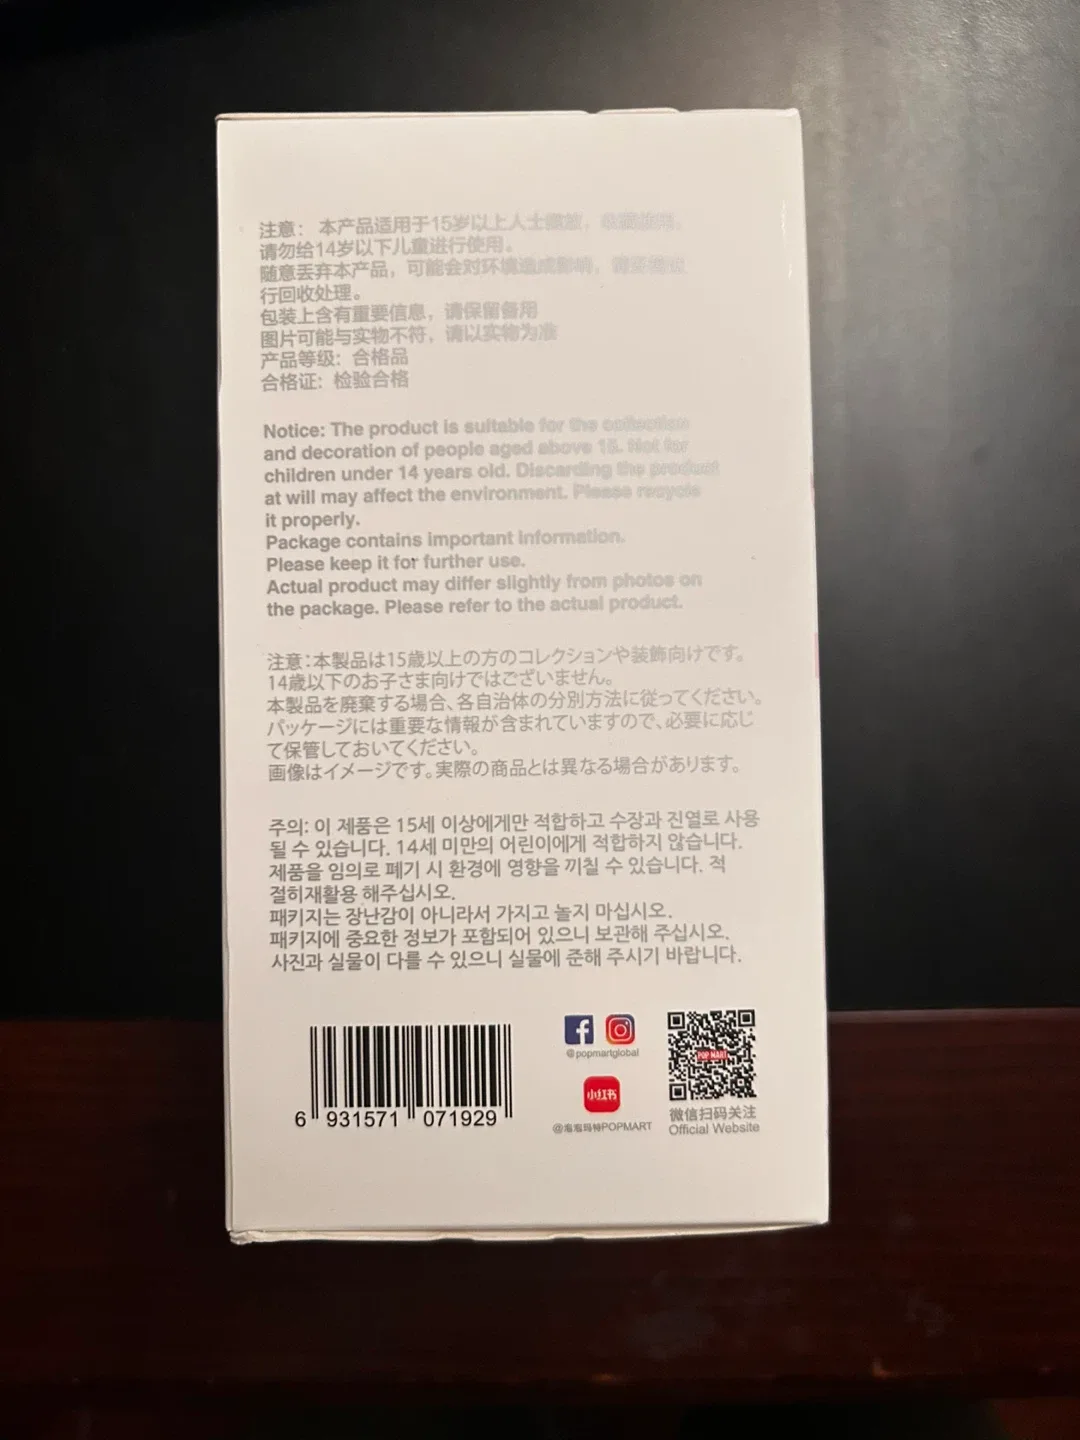 注意： 本产品适用于15岁以上人士
请勿给14岁以下儿童进行使用。
随意丢弃本产品，可能会对环境造成影响，
行回收处理。
包装上含有重要信息，请保留备用
图片可能与实物不符，请以实物为准
产品等级：合格品
合格证：检验合格
Notice: The product is suitable for the collection
and decoration of people aged above 15. Not for
children under 14 years old. Discarding the product
at will may affect the environment. Please recycle
it properly.
Package contains important information.
Please keep it for further use.
Actual product may differ slightly from photos on
the package. Please refer to the actual product.
注意：本製品は15歳以上の方のコレクションや装飾向けです。
14歳以下のお子さま向けではございません。
本製品を廃棄する場合、各自治体の分別方法に従ってください。
パッケージには重要な情報が含まれていますので、必要に応じ
て保管しておいてください。
画像はイメージです。実際の商品とは異なる場合があります。
주의: 이 제품은 15세 이상에게만 적합하고 수장과 진열로 사용
될 수 있습니다. 14세 미만의 어린이에게 적합하지 않습니다.
제품을 임의로 폐기 시 환경에 영향을 끼칠 수 있습니다. 적
절히재활용 해주십시오.
패키지는 장난감이 아니라서 가지고 놀지 마십시오.
패키지에 중요한 정보가 포함되어 있으니 보관해 주십시오.
사진과 실물이 다를 수 있으니 실물에 준해 주시기 바랍니다.
6 931571 071929
@popmartglobal
小红书
@泡泡玛特POPMART
POP MART
微信扫码关注
Official Website